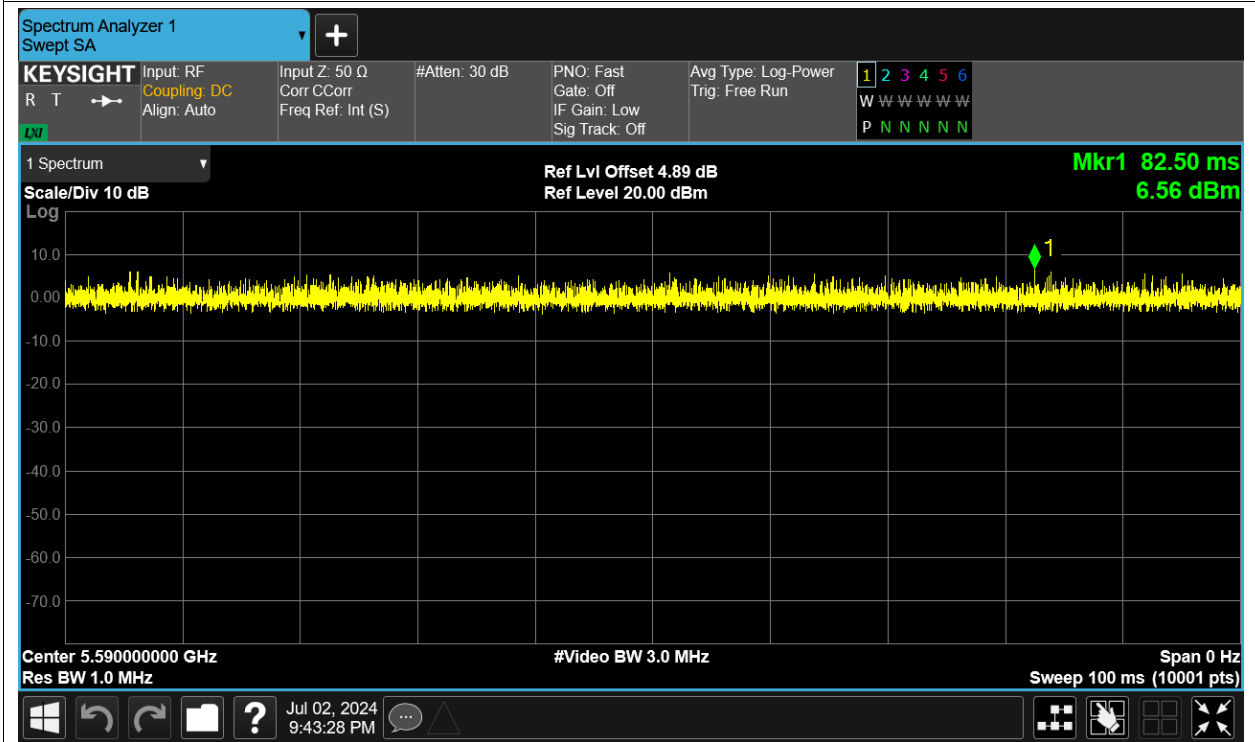 Spectrum Analyzer 1
Swept SA
KEYSIGHT
R T
LXI
Input: RF
Coupling: DC
Align: Auto
Input Z: 50 Ω
Corr CCorr
Freq Ref: Int (S)
#Atten: 30 dB
PNO: Fast
Gate: Off
IF Gain: Low
Sig Track: Off
Avg Type: Log-Power
Trig: Free Run
1 2 3 4 5 6
W W W W W W
P N N N N N
1 Spectrum
Scale/Div 10 dB
Log
Ref Lvl Offset 4.89 dB
Ref Level 20.00 dBm
Mkr1 82.50 ms
6.56 dBm
1
10.0
0.00
-10.0
-20.0
-30.0
-40.0
-50.0
-60.0
-70.0
Center 5.590000000 GHz
Res BW 1.0 MHz
#Video BW 3.0 MHz
Span 0 Hz
Sweep 100 ms (10001 pts)
?
Jul 02, 2024
9:43:28 PM